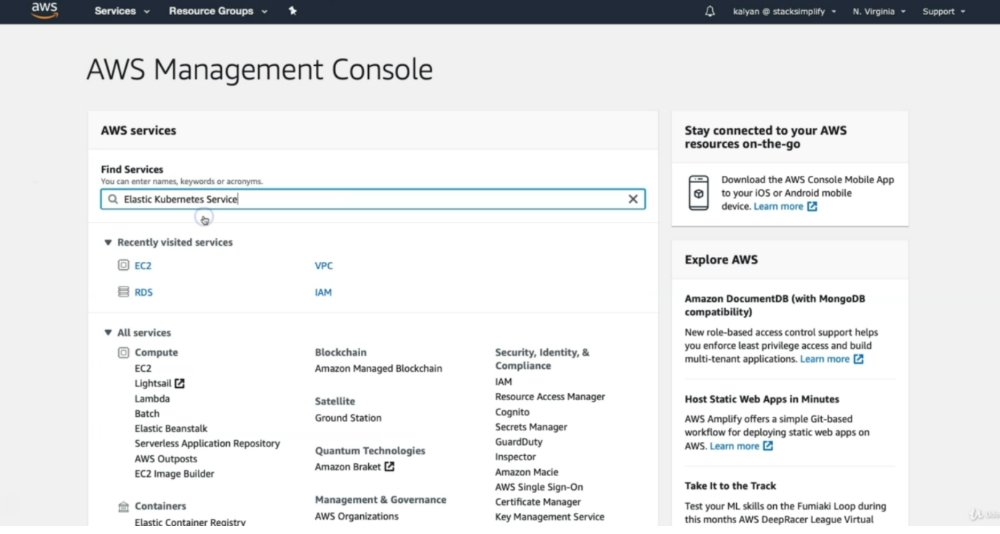 aws
Services
Resource Groups
kalyan @ stacksimplify
N. Virginia
Support
AWS Management Console
AWS services
Find Services
You can enter names, keywords or acronyms.
Elastic Kubernetes Service
Recently visited services
EC2
VPC
RDS
IAM
All services
Compute
EC2
Lightsail
Lambda
Batch
Elastic Beanstalk
Serverless Application Repository
AWS Outposts
EC2 Image Builder
Containers
Elastic Container Registry
Blockchain
Amazon Managed Blockchain
Satellite
Ground Station
Quantum Technologies
Amazon Braket
Management & Governance
AWS Organizations
Security, Identity, &
Compliance
IAM
Resource Access Manager
Cognito
Secrets Manager
GuardDuty
Inspector
Amazon Macie
AWS Single Sign-On
Certificate Manager
Key Management Service
Stay connected to your AWS
resources on-the-go
Download the AWS Console Mobile App
to your iOS or Android mobile
device. Learn more
Explore AWS
Amazon DocumentDB (with MongoDB
compatibility)
New role-based access control support helps
you enforce least privilege access and build
multi-tenant applications. Learn more
Host Static Web Apps in Minutes
AWS Amplify offers a simple Git-based
workflow for deploying static web apps on
AWS. Learn more
Take It to the Track
Test your ML skills on the Fumiaki Loop during
this months AWS DeepRacer League Virtual